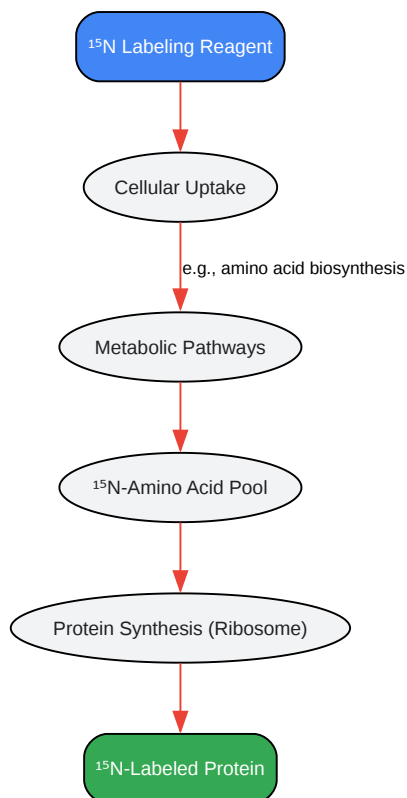 ¹⁵N Labeling Reagent
Cellular Uptake
e.g., amino acid biosynthesis
Metabolic Pathways
¹⁵N-Amino Acid Pool
Protein Synthesis (Ribosome)
¹⁵N-Labeled Protein